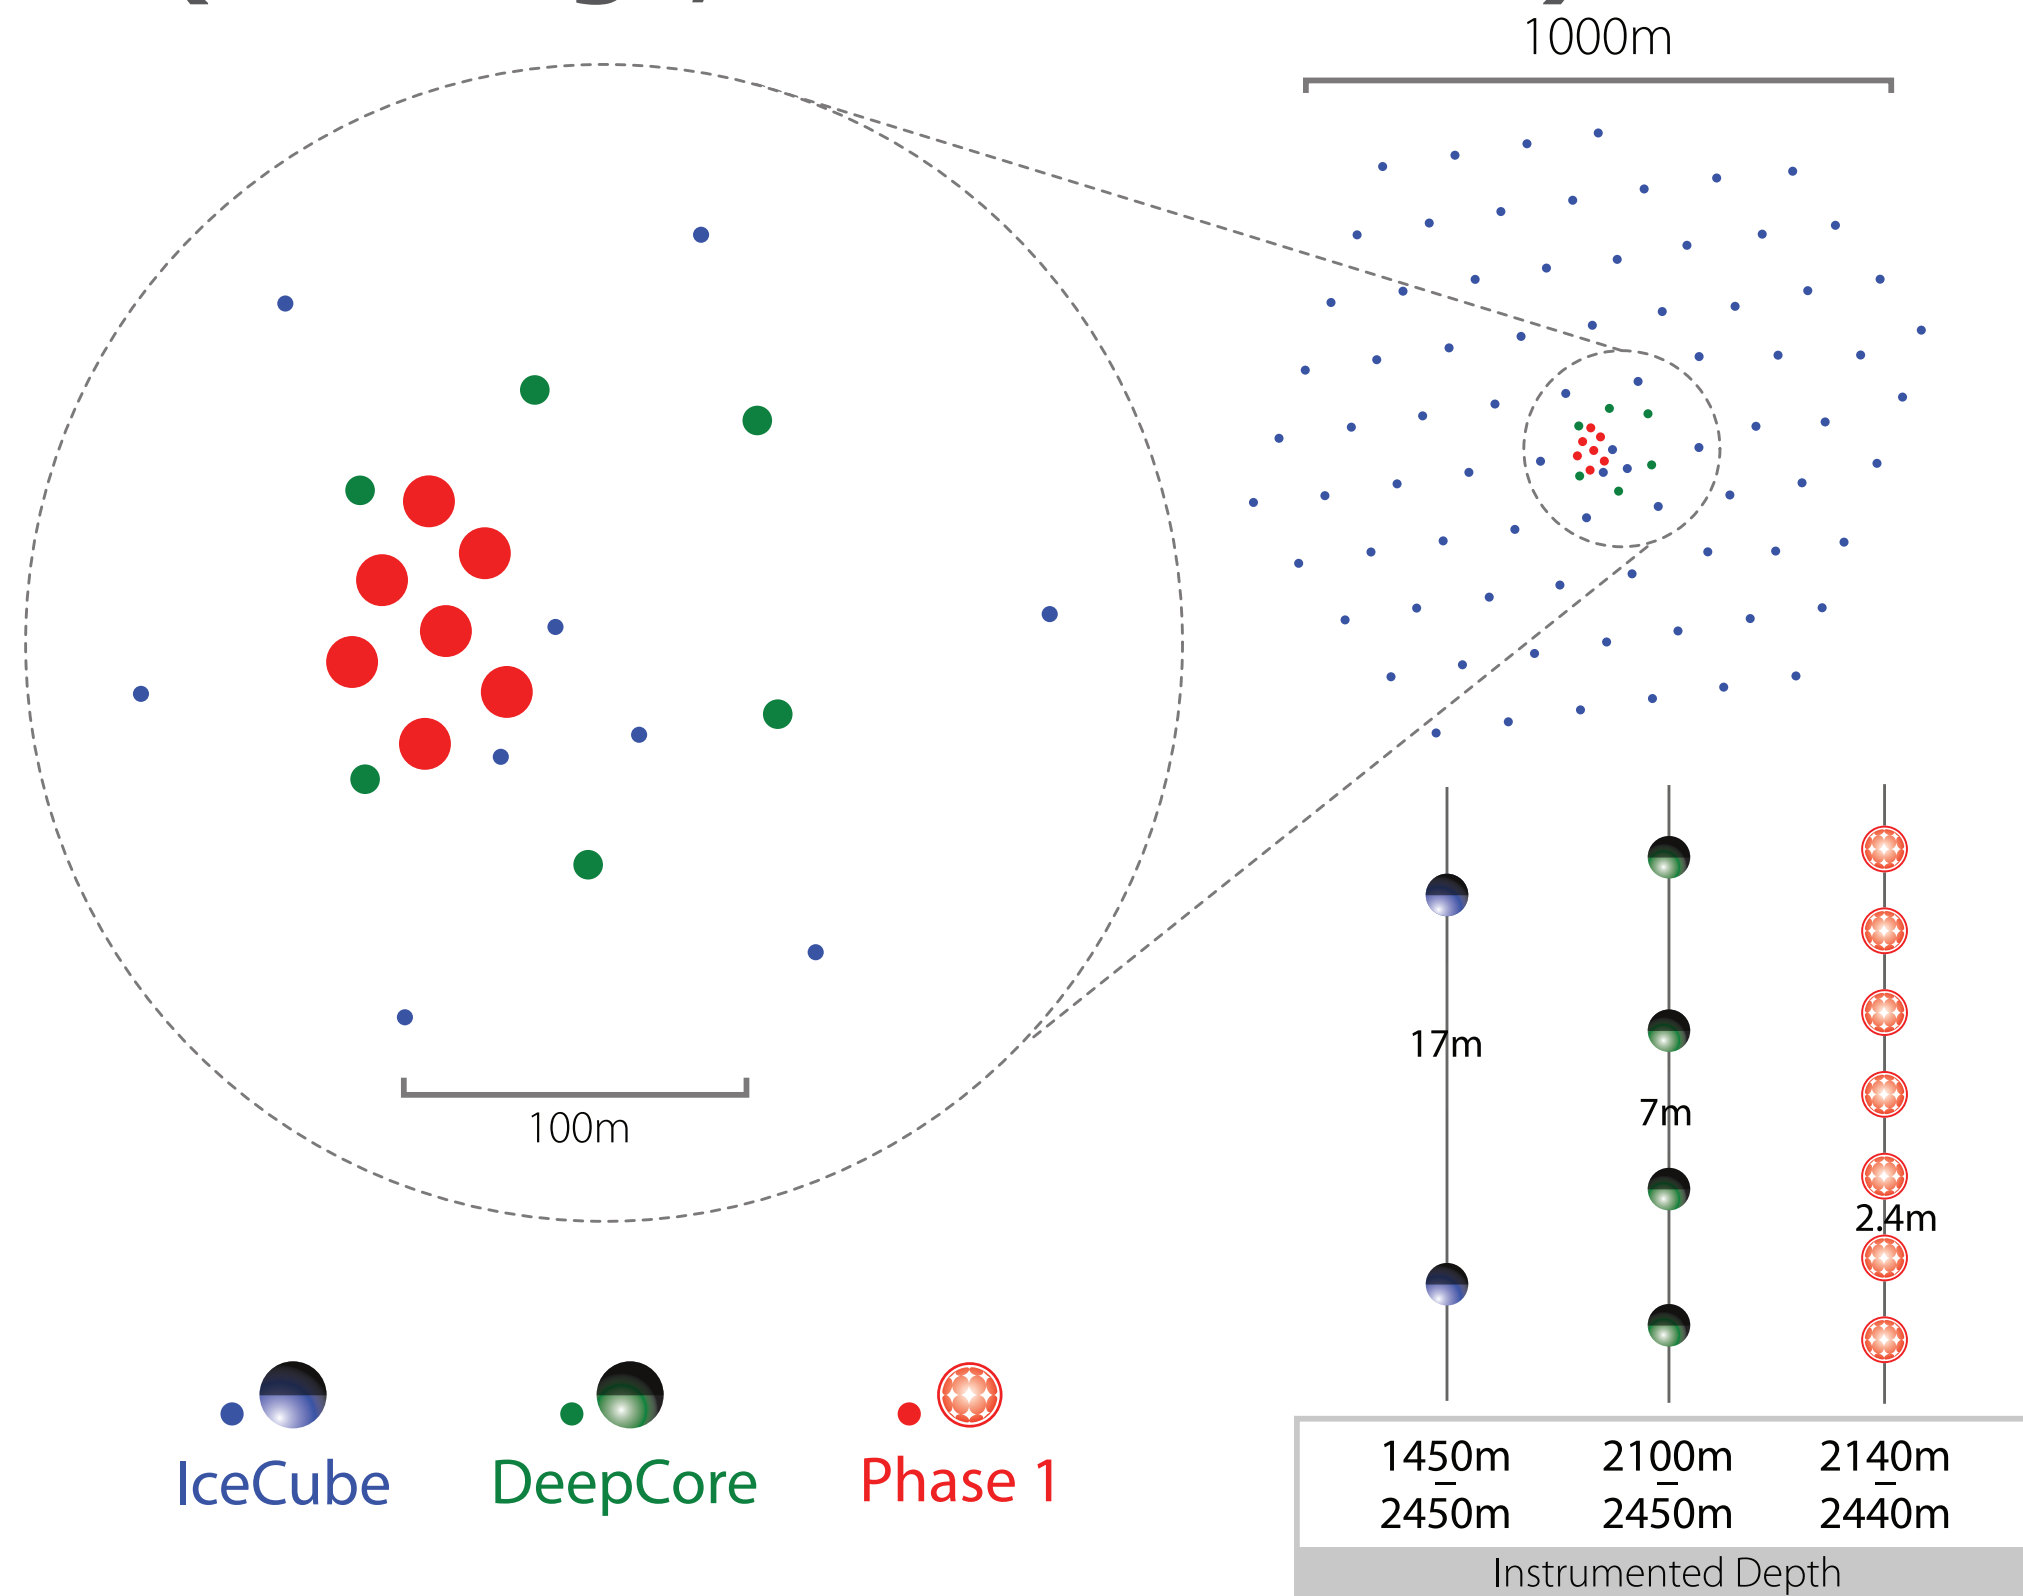 1000m
100m
17m
7m
2.4m
IceCube
DeepCore
Phase 1
1450m
–
2450m
2100m
–
2450m
2140m
–
2440m
Instrumented Depth